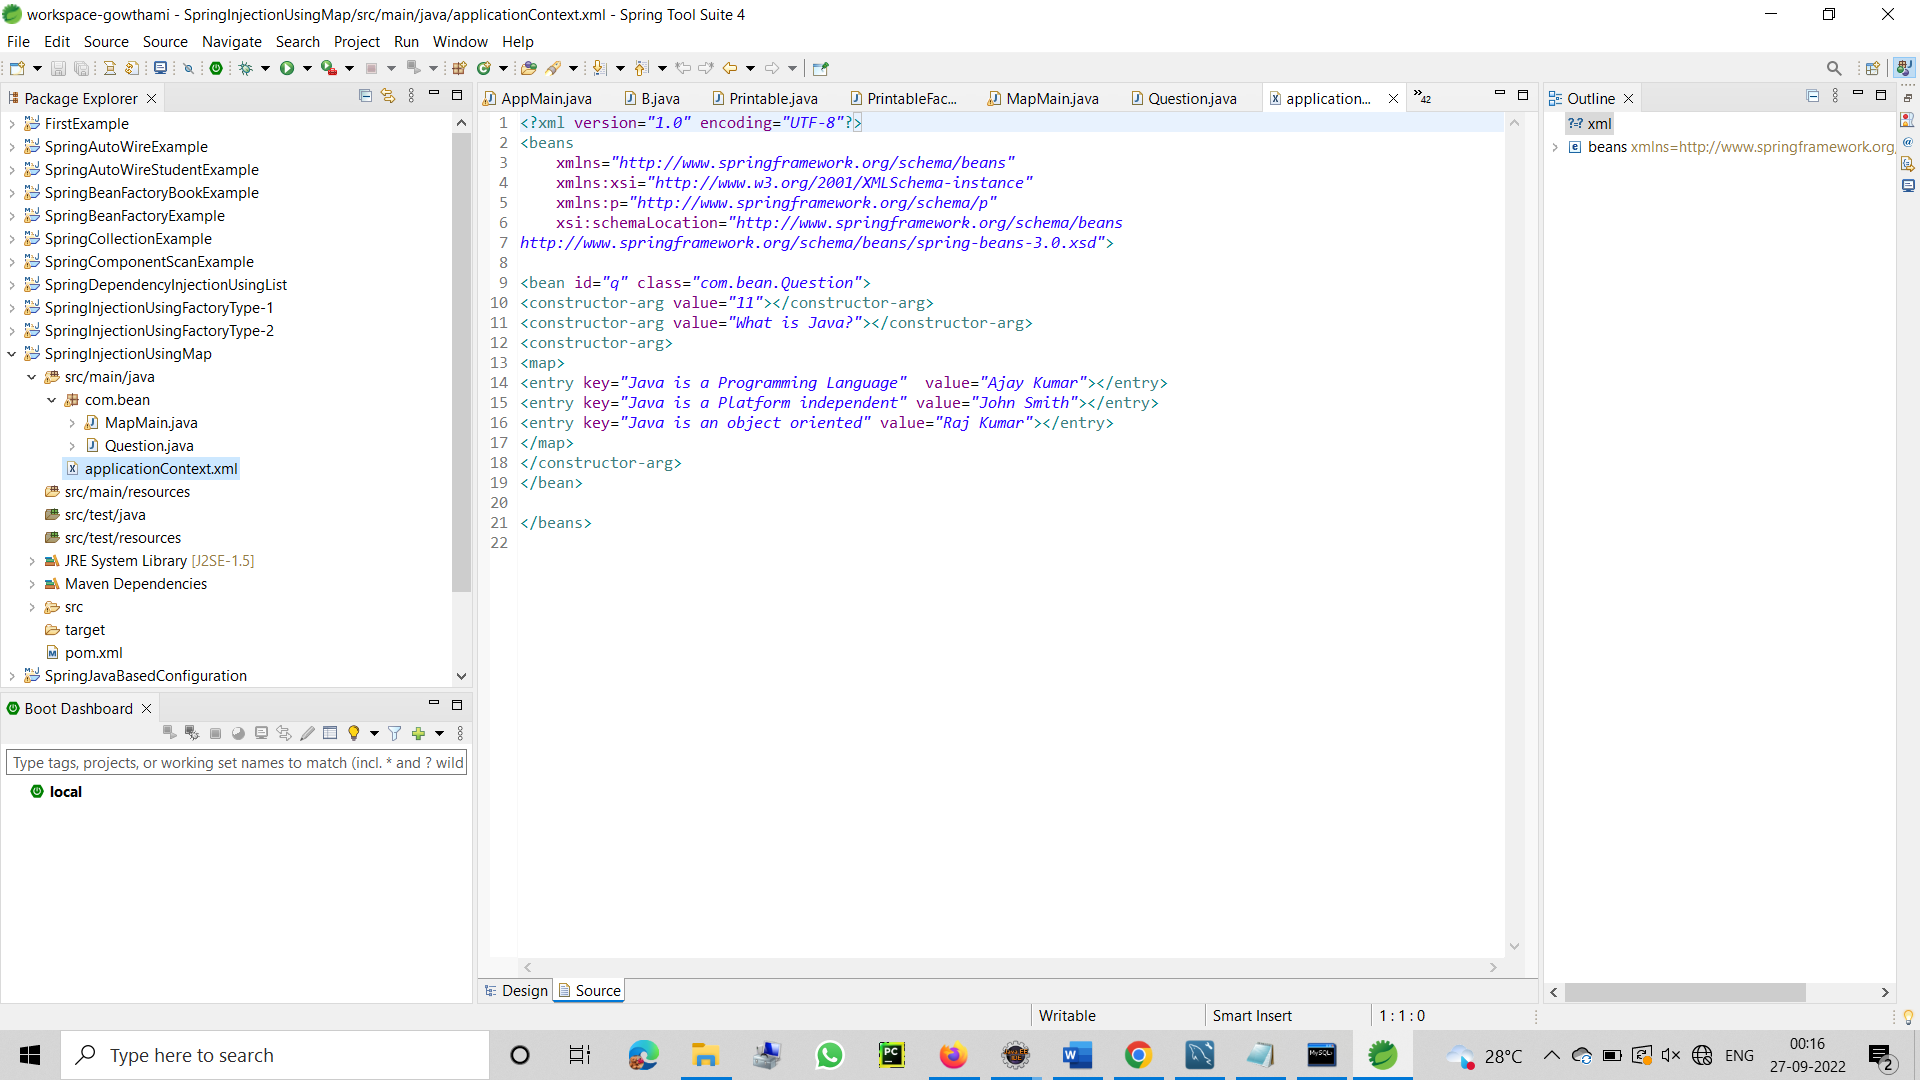 workspace-gowthami - SpringInjectionUsingMap/src/main/java/applicationContext.xml - Spring Tool Suite 4
File Edit Source Source Navigate Search Project Run Window Help
Package Explorer
FirstExample
SpringAutoWireExample
SpringAutoWireStudentExample
SpringBeanFactoryBookExample
SpringBeanFactoryExample
SpringCollectionExample
SpringComponentScanExample
SpringDependencyInjectionUsingList
SpringInjectionUsingFactoryType-1
SpringInjectionUsingFactoryType-2
SpringInjectionUsingMap
src/main/java
com.bean
MapMain.java
Question.java
applicationContext.xml
src/main/resources
src/test/java
src/test/resources
JRE System Library [J2SE-1.5]
Maven Dependencies
src
target
pom.xml
SpringJavaBasedConfiguration
Boot Dashboard
Type tags, projects, or working set names to match (incl. * and ? wild
local
AppMain.java B.java Printable.java PrintableFac... MapMain.java Question.java application... »42
1 <?xml version="1.0" encoding="UTF-8"?>
2 <beans
3 xmlns="http://www.springframework.org/schema/beans"
4 xmlns:xsi="http://www.w3.org/2001/XMLSchema-instance"
5 xmlns:p="http://www.springframework.org/schema/p"
6 xsi:schemaLocation="http://www.springframework.org/schema/beans
7 http://www.springframework.org/schema/beans/spring-beans-3.0.xsd">
8
9 <bean id="q" class="com.bean.Question">
10 <constructor-arg value="11"></constructor-arg>
11 <constructor-arg value="What is Java?"></constructor-arg>
12 <constructor-arg>
13 <map>
14 <entry key="Java is a Programming Language"  value="Ajay Kumar"></entry>
15 <entry key="Java is a Platform independent" value="John Smith"></entry>
16 <entry key="Java is an object oriented" value="Raj Kumar"></entry>
17 </map>
18 </constructor-arg>
19 </bean>
20
21 </beans>
22
Design Source
Outline
?=? xml
beans xmlns=http://www.springframework.org
Writable Smart Insert 1 : 1 : 0
Type here to search
28°C ENG
00:16
27-09-2022
2